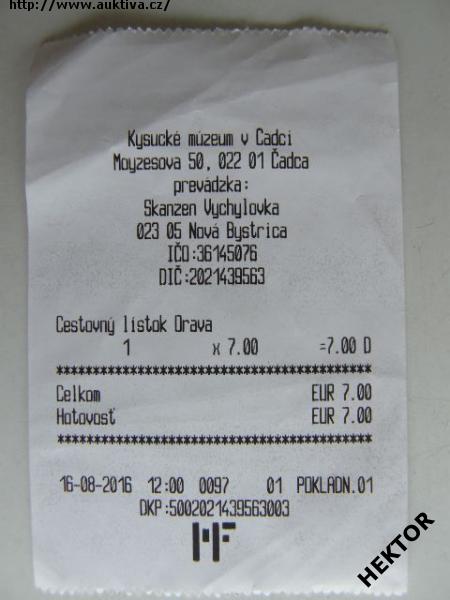 http://www.auktiva.cz/
Kysucké múzeum v Čadci
Moyzesova 50, 022 01 Čadca
prevádzka:
Skanzen Vychylovka
023 05 Nová Bystrica
IČO:36145076
DIČ:2021439563
Cestovný lístok Orava
1 x 7.00 =7.00 D
******************************************
Celkom EUR 7.00
Hotovosť EUR 7.00
******************************************
16-08-2016 12:00 0097 01 POKLADN.01
DKP:5002021439563003
MF
HEKTOR